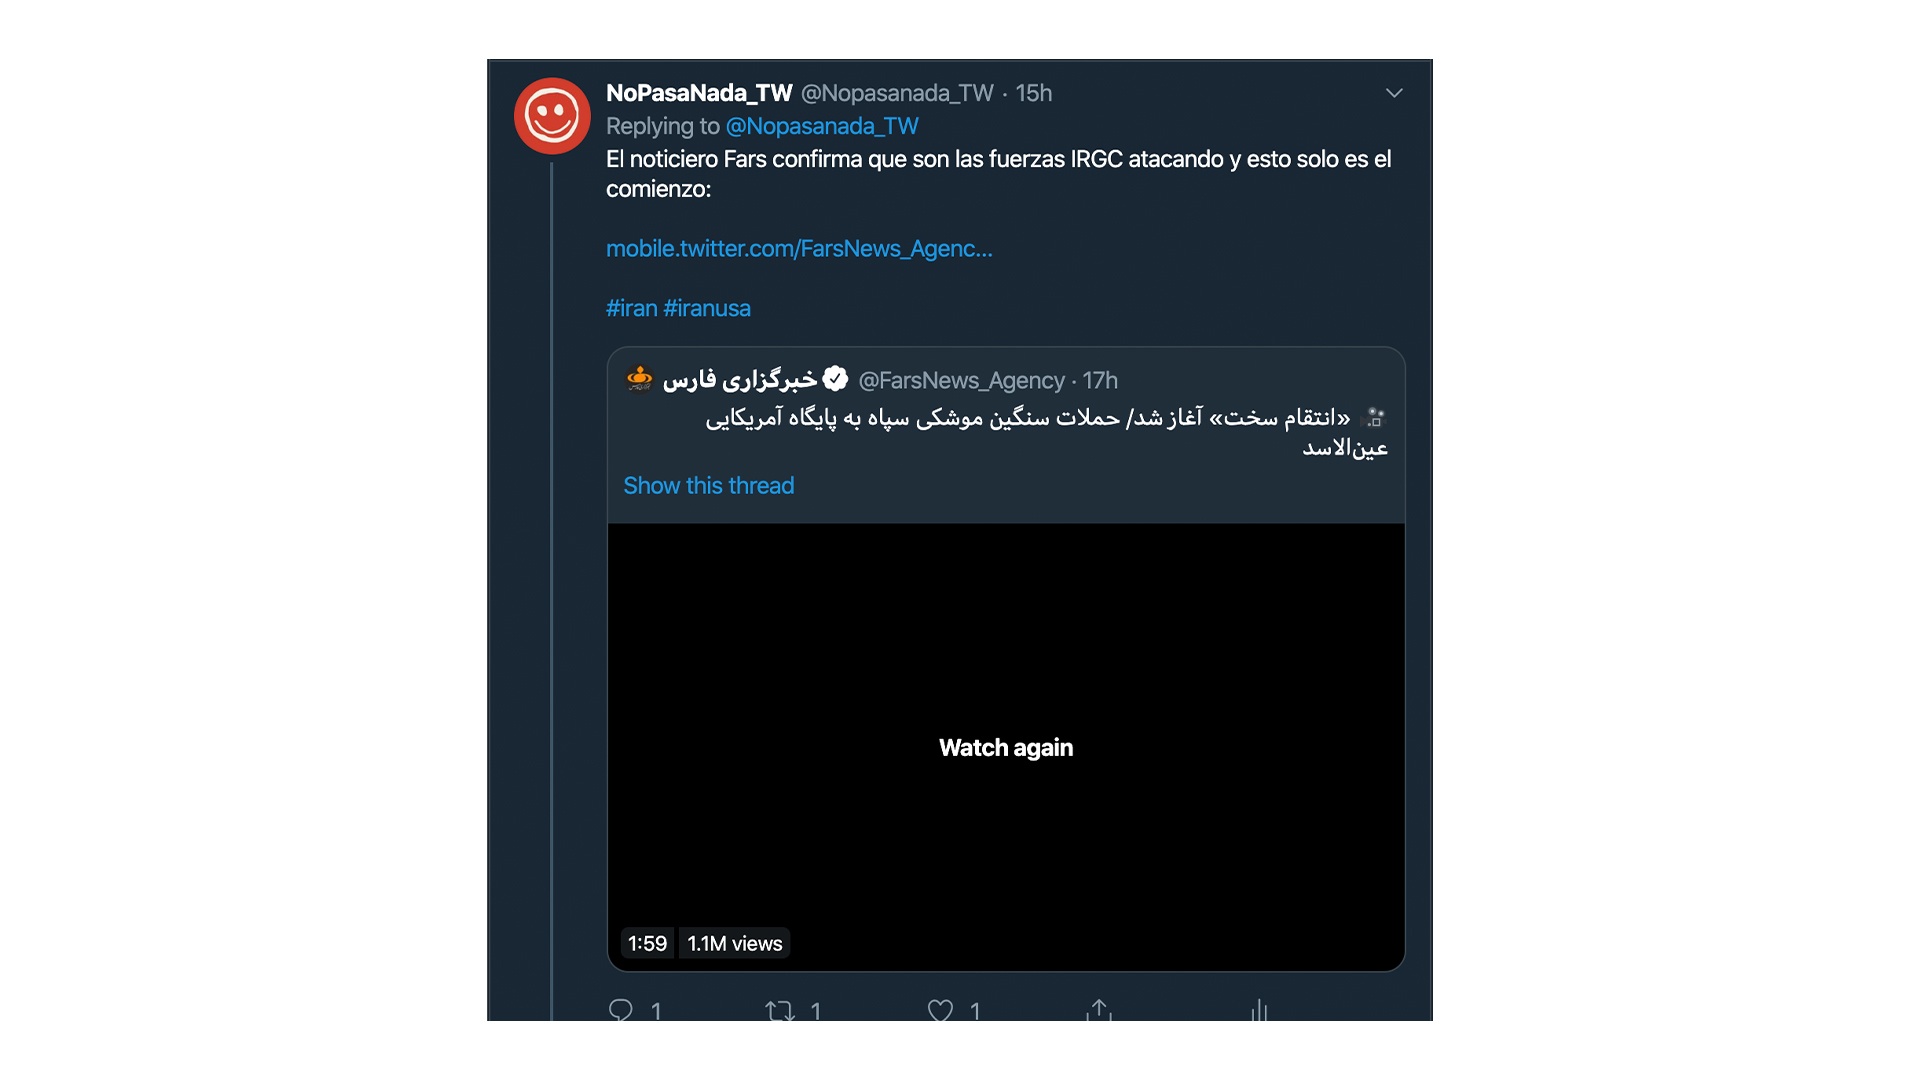 NoPasaNada_TW @Nopasanada_TW · 15h
Replying to @Nopasanada_TW
El noticiero Fars confirma que son las fuerzas IRGC atacando y esto solo es el
comienzo:
mobile.twitter.com/FarsNews_Agenc...
#iran #iranusa
خبرگزاری فارس @FarsNews_Agency · 17h
«انتقام سخت» آغاز شد/ حملات سنگین موشکی سپاه به پایگاه آمریکایی
عین‌الاسد
Show this thread
Watch again
1:59 1.1M views
1 1 1